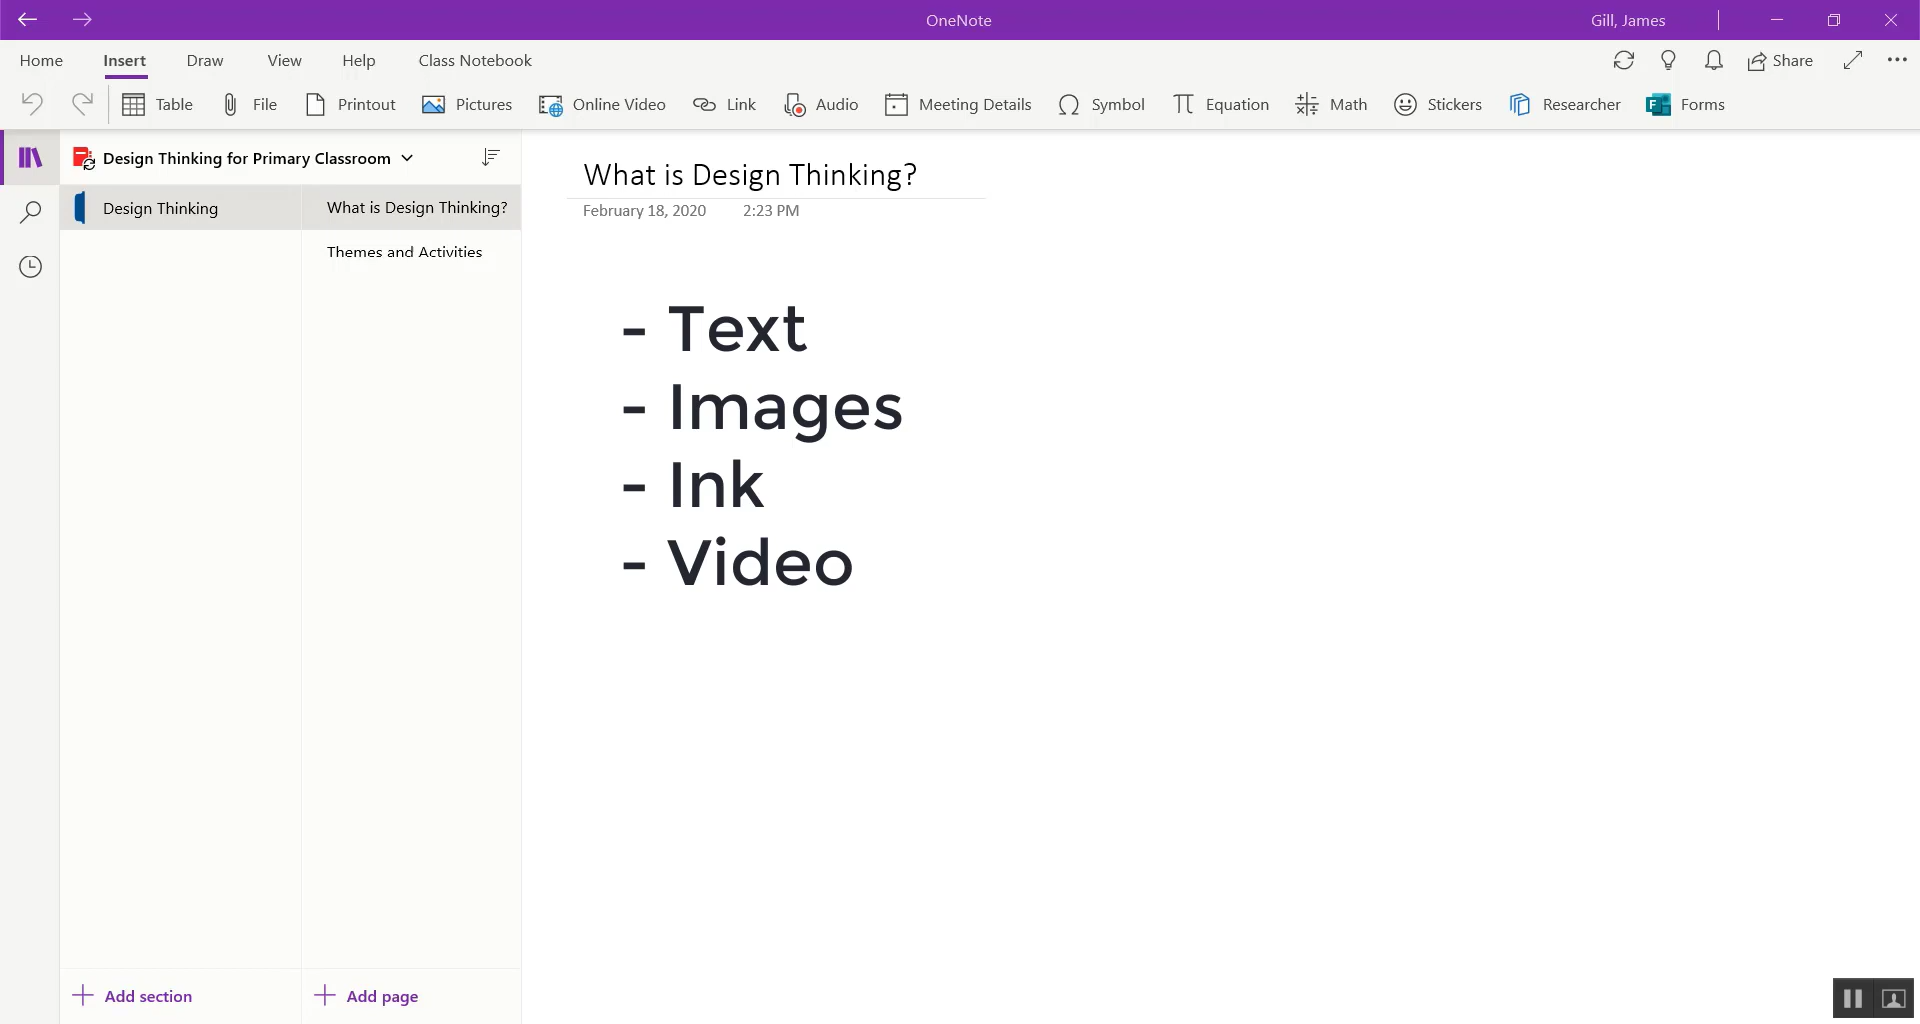 OneNote
Gill, James
Home Insert Draw View Help Class Notebook Share
Table File Printout Pictures Online Video Link Audio Meeting Details Symbol Equation Math Stickers Researcher Forms
Design Thinking for Primary Classroom
Design Thinking
What is Design Thinking?
Themes and Activities
What is Design Thinking?
February 18, 2020 2:23 PM
- Text
- Images
- Ink
- Video
Add section
Add page